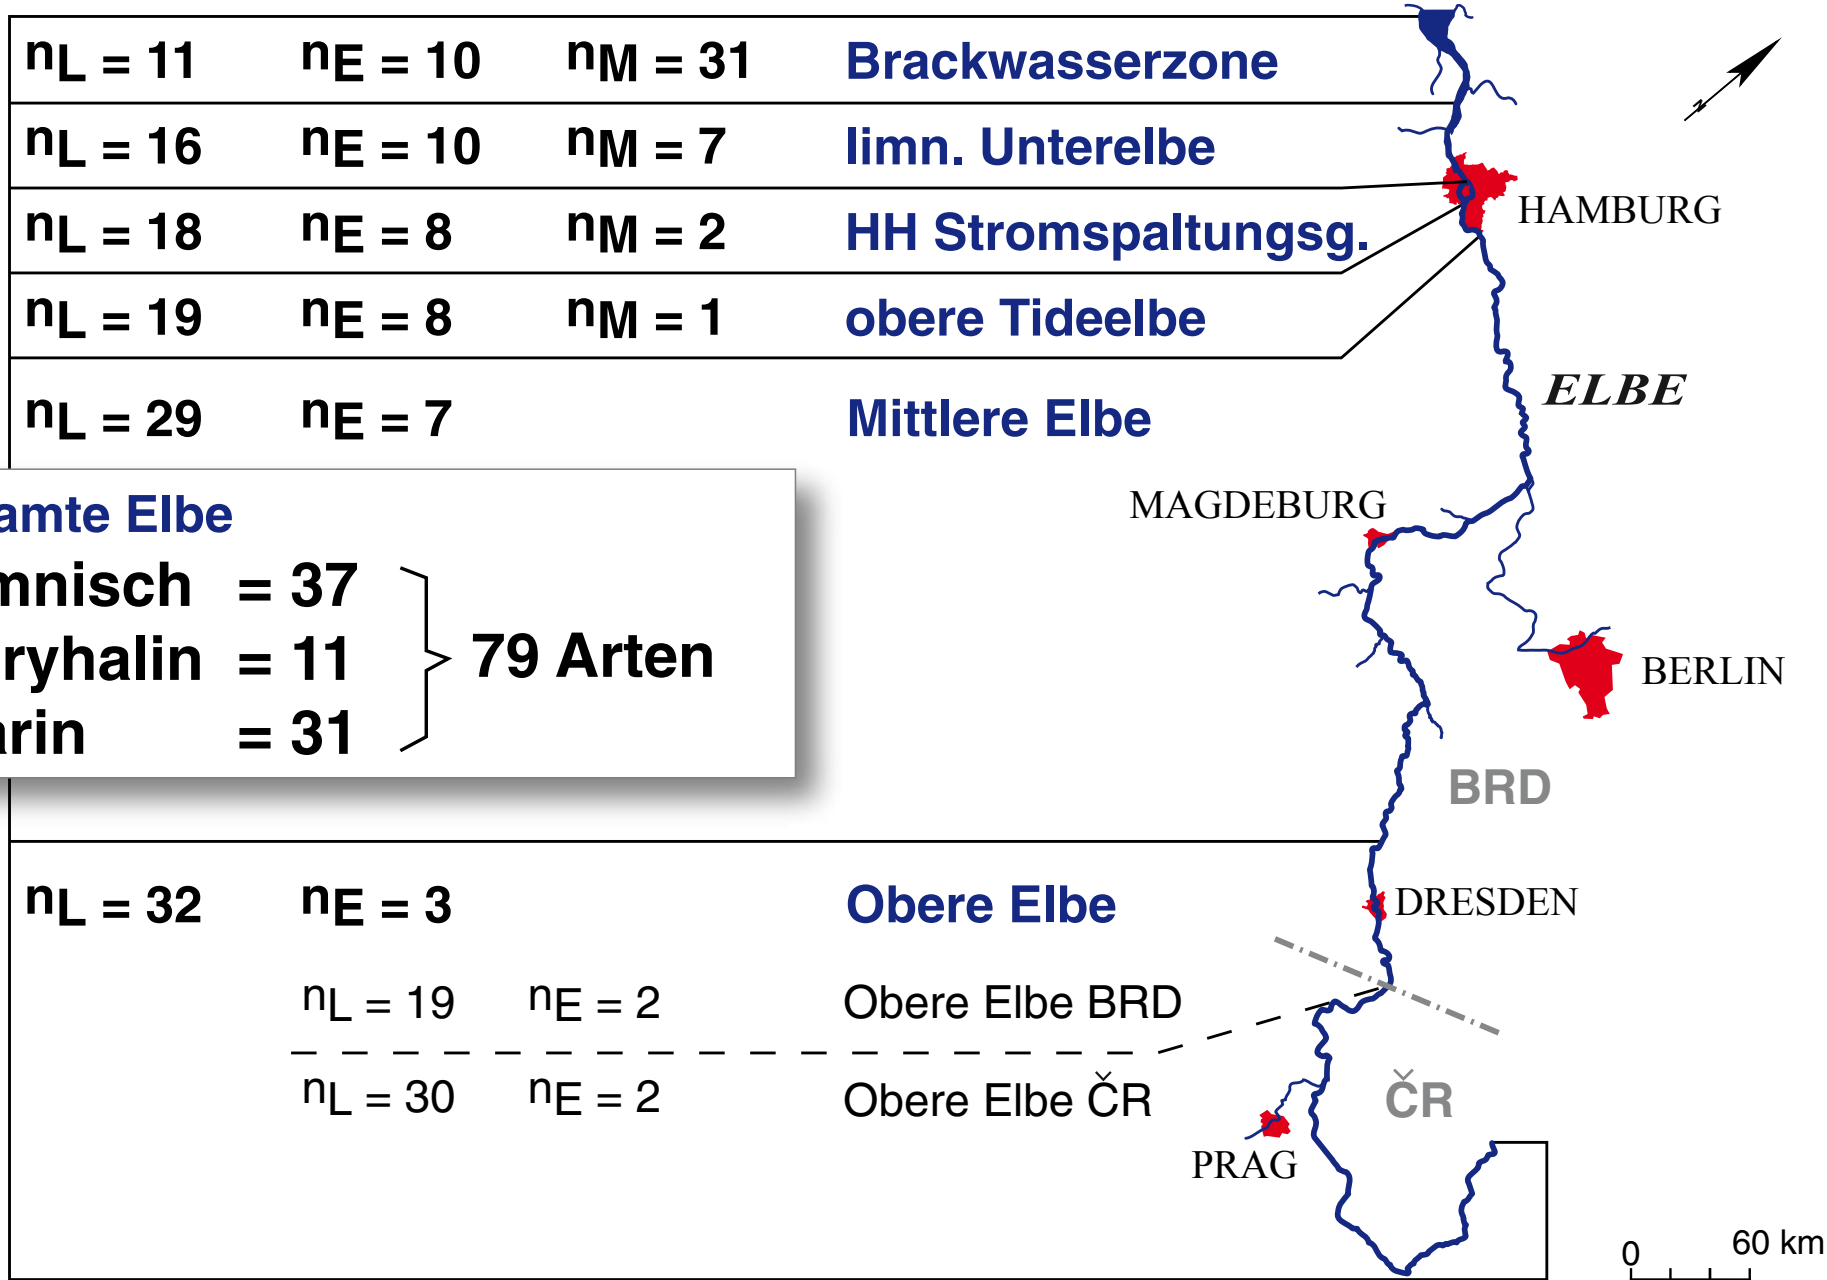 nL = 11 nE = 10 nM = 31 Brackwasserzone
nL = 16 nE = 10 nM = 7 limn. Unterelbe
HAMBURG
nL = 18 nE = 8 nM = 2 HH Stromspaltungsg.
nL = 19 nE = 8 nM = 1 obere Tideelbe
ELBE
nL = 29 nE = 7 Mittlere Elbe
MAGDEBURG
amte Elbe
mnisch = 37
ryhalin = 11
arin = 31
79 Arten
BERLIN
BRD
nL = 32 nE = 3 Obere Elbe
DRESDEN
nL = 19 nE = 2 Obere Elbe BRD
nL = 30 nE = 2 Obere Elbe ČR
ČR
PRAG
0 60 km